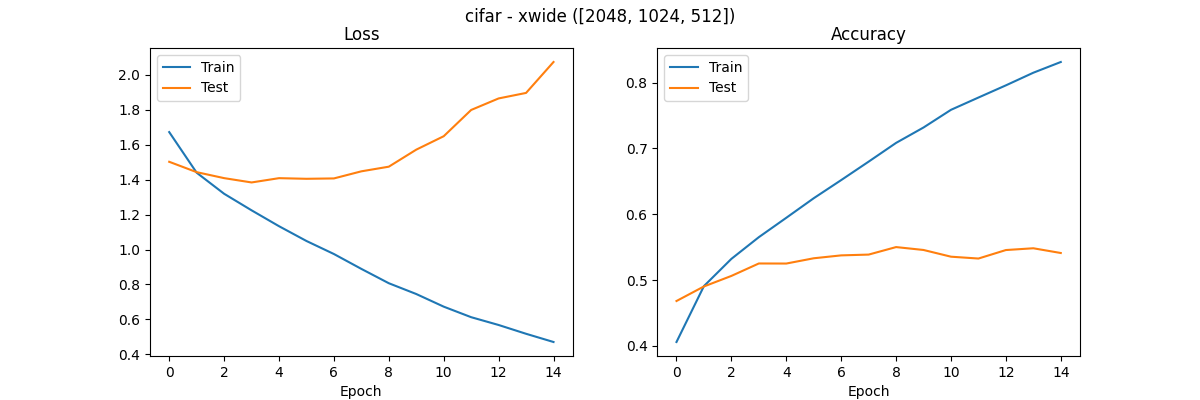 cifar - xwide ([2048, 1024, 512])
Loss
Train
Test
2.0
1.8
1.6
1.4
1.2
1.0
0.8
0.6
0.4
0 2 4 6 8 10 12 14
Epoch
Accuracy
Train
Test
0.8
0.7
0.6
0.5
0.4
0 2 4 6 8 10 12 14
Epoch